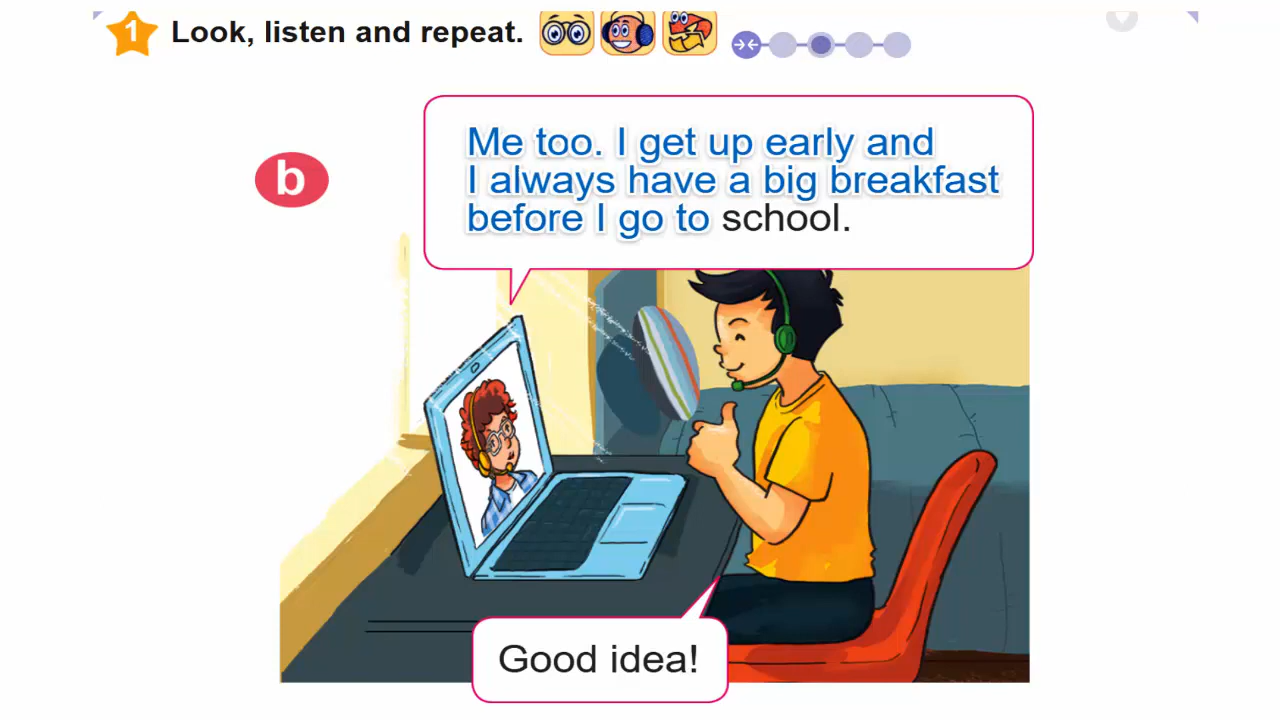 1 Look, listen and repeat.
b
Me too. I get up early and
I always have a big breakfast
before I go to school.
Good idea!